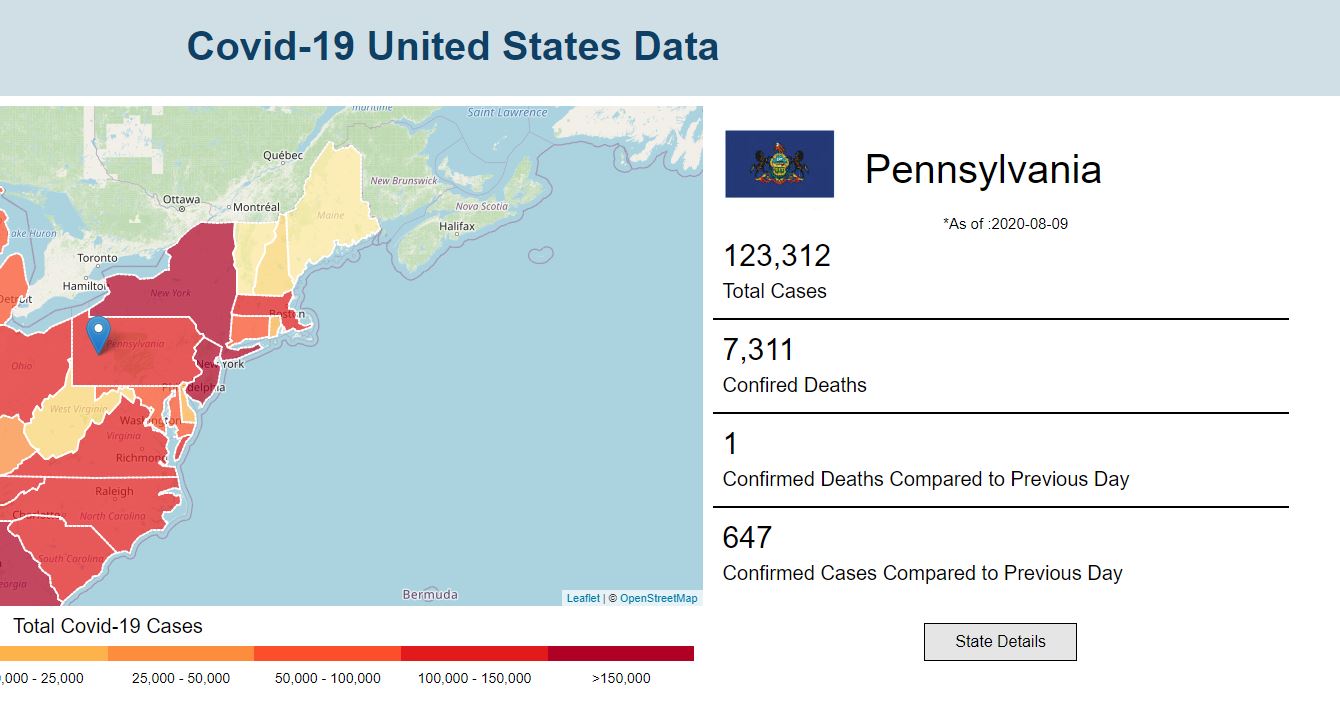 Covid-19 United States Data
maritime
Saint Lawrence
Québec
New Brunswick
Ottawa
Montréal
Maine
Nova Scotia
Halifax
Lake Huron
Toronto
Hamilton
Detroit
New York
Boston
Pennsylvania
Ohio
New York
Philadelphia
West Virginia
Washington
Virginia
Richmond
Raleigh
Charlotte
North Carolina
South Carolina
Georgia
Bermuda
Leaflet | © OpenStreetMap
Total Covid-19 Cases
,000 - 25,000
25,000 - 50,000
50,000 - 100,000
100,000 - 150,000
>150,000
Pennsylvania
*As of :2020-08-09
123,312
Total Cases
7,311
Confired Deaths
1
Confirmed Deaths Compared to Previous Day
647
Confirmed Cases Compared to Previous Day
State Details